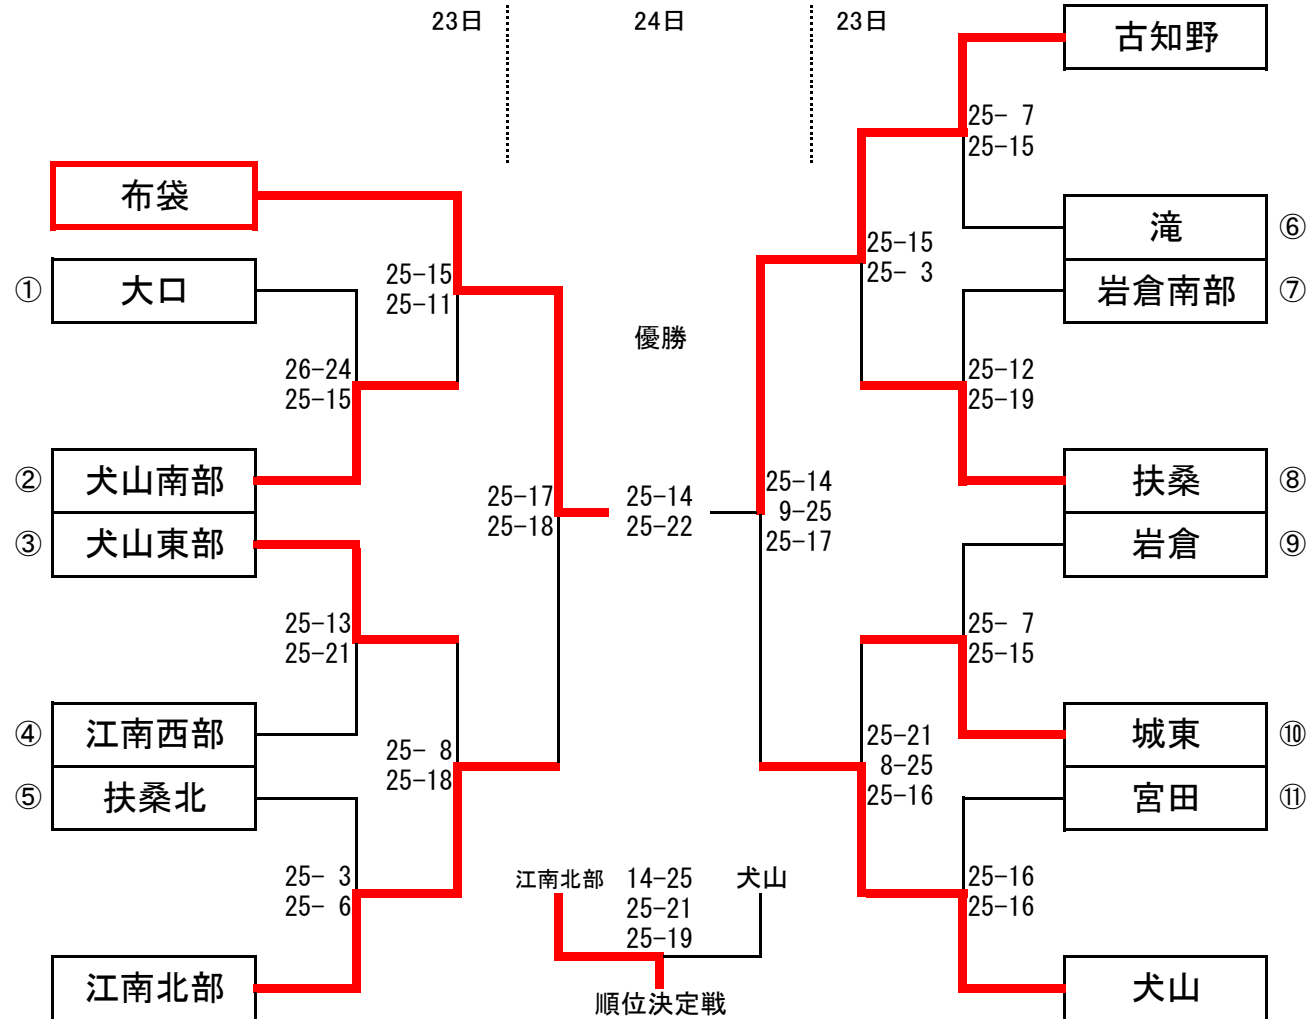 23日
24日
23日
古知野
25- 7
25-15
布袋
滝
⑥
25-15
25- 3
① 大口
25-15
25-11
岩倉南部
⑦
優勝
26-24
25-15
25-12
25-19
② 犬山南部
扶桑
⑧
25-17
25-18
25-14
25-22
25-14
9-25
25-17
③ 犬山東部
岩倉
⑨
25-13
25-21
25- 7
25-15
④ 江南西部
城東
⑩
25- 8
25-18
25-21
8-25
25-16
⑤ 扶桑北
宮田
⑪
25- 3
25- 6
江南北部
14-25
25-21
25-19
犬山
25-16
25-16
江南北部
順位決定戦
犬山